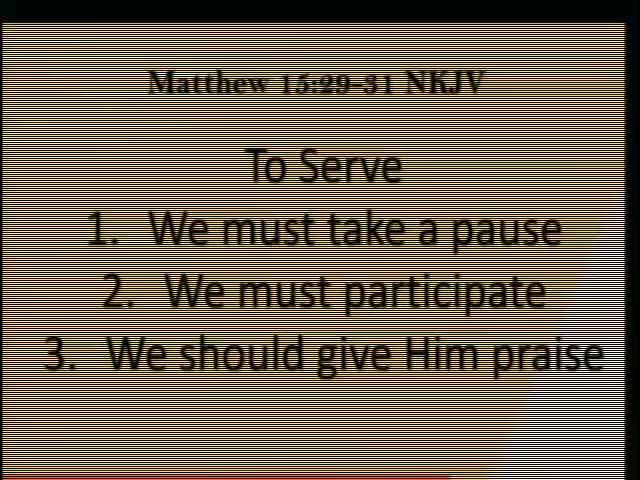 Matthew 15:29-31 NKJV
To Serve
1. We must take a pause
2. We must participate
3. We should give Him praise